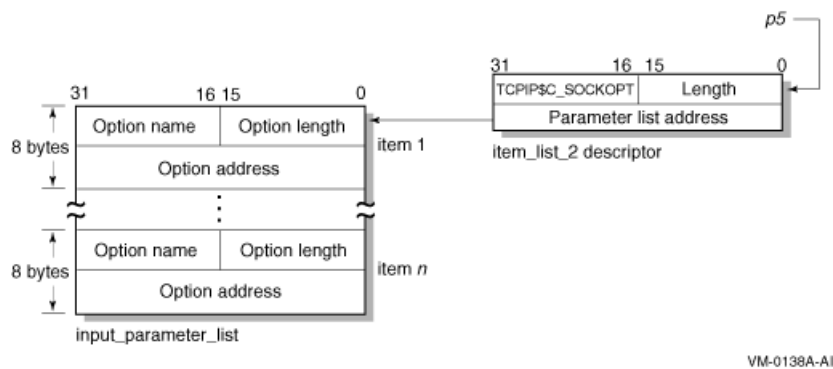 p5
31 16 15 0
TCPIP$C_SOCKOPT Length
Parameter list address
item_list_2 descriptor
31 16 15 0
8 bytes
Option name Option length
item 1
Option address
8 bytes
Option name Option length
item n
Option address
input_parameter_list
VM-0138A-AI